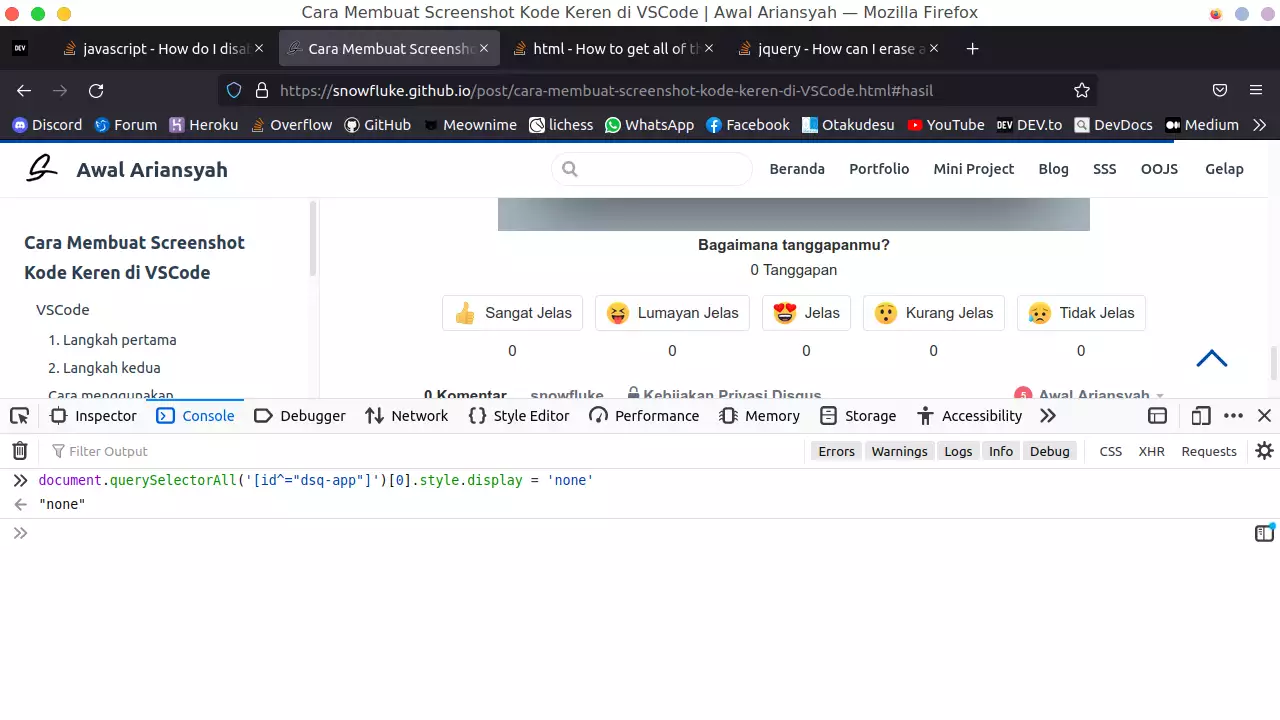 Cara Membuat Screenshot Kode Keren di VSCode | Awal Ariansyah — Mozilla Firefox
DEV
javascript - How do I disa
Cara Membuat Screensho
html - How to get all of t
jquery - How can I erase a
https://snowfluke.github.io/post/cara-membuat-screenshot-kode-keren-di-VSCode.html#hasil
Discord Forum Heroku Overflow GitHub Meownime lichess WhatsApp Facebook Otakudesu YouTube DEV DEV.to DevDocs Medium
Awal Ariansyah
Beranda Portfolio Mini Project Blog SSS OOJS Gelap
Cara Membuat Screenshot
Kode Keren di VSCode
VSCode
1. Langkah pertama
2. Langkah kedua
Cara menggunakan
Bagaimana tanggapanmu?
0 Tanggapan
Sangat Jelas Lumayan Jelas Jelas Kurang Jelas Tidak Jelas
0 0 0 0 0
0 Komentar snowfluke Kebijakan Privasi Disqus 5 Awal Ariansyah
Inspector Console Debugger Network Style Editor Performance Memory Storage Accessibility
Filter Output
Errors Warnings Logs Info Debug CSS XHR Requests
document.querySelectorAll('[id^="dsq-app"]')[0].style.display = 'none'
"none"